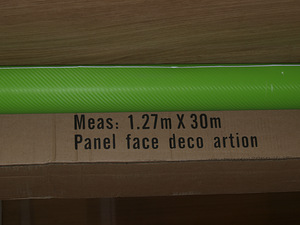 Meas: 1.27m X 30m
Panel face deco artion